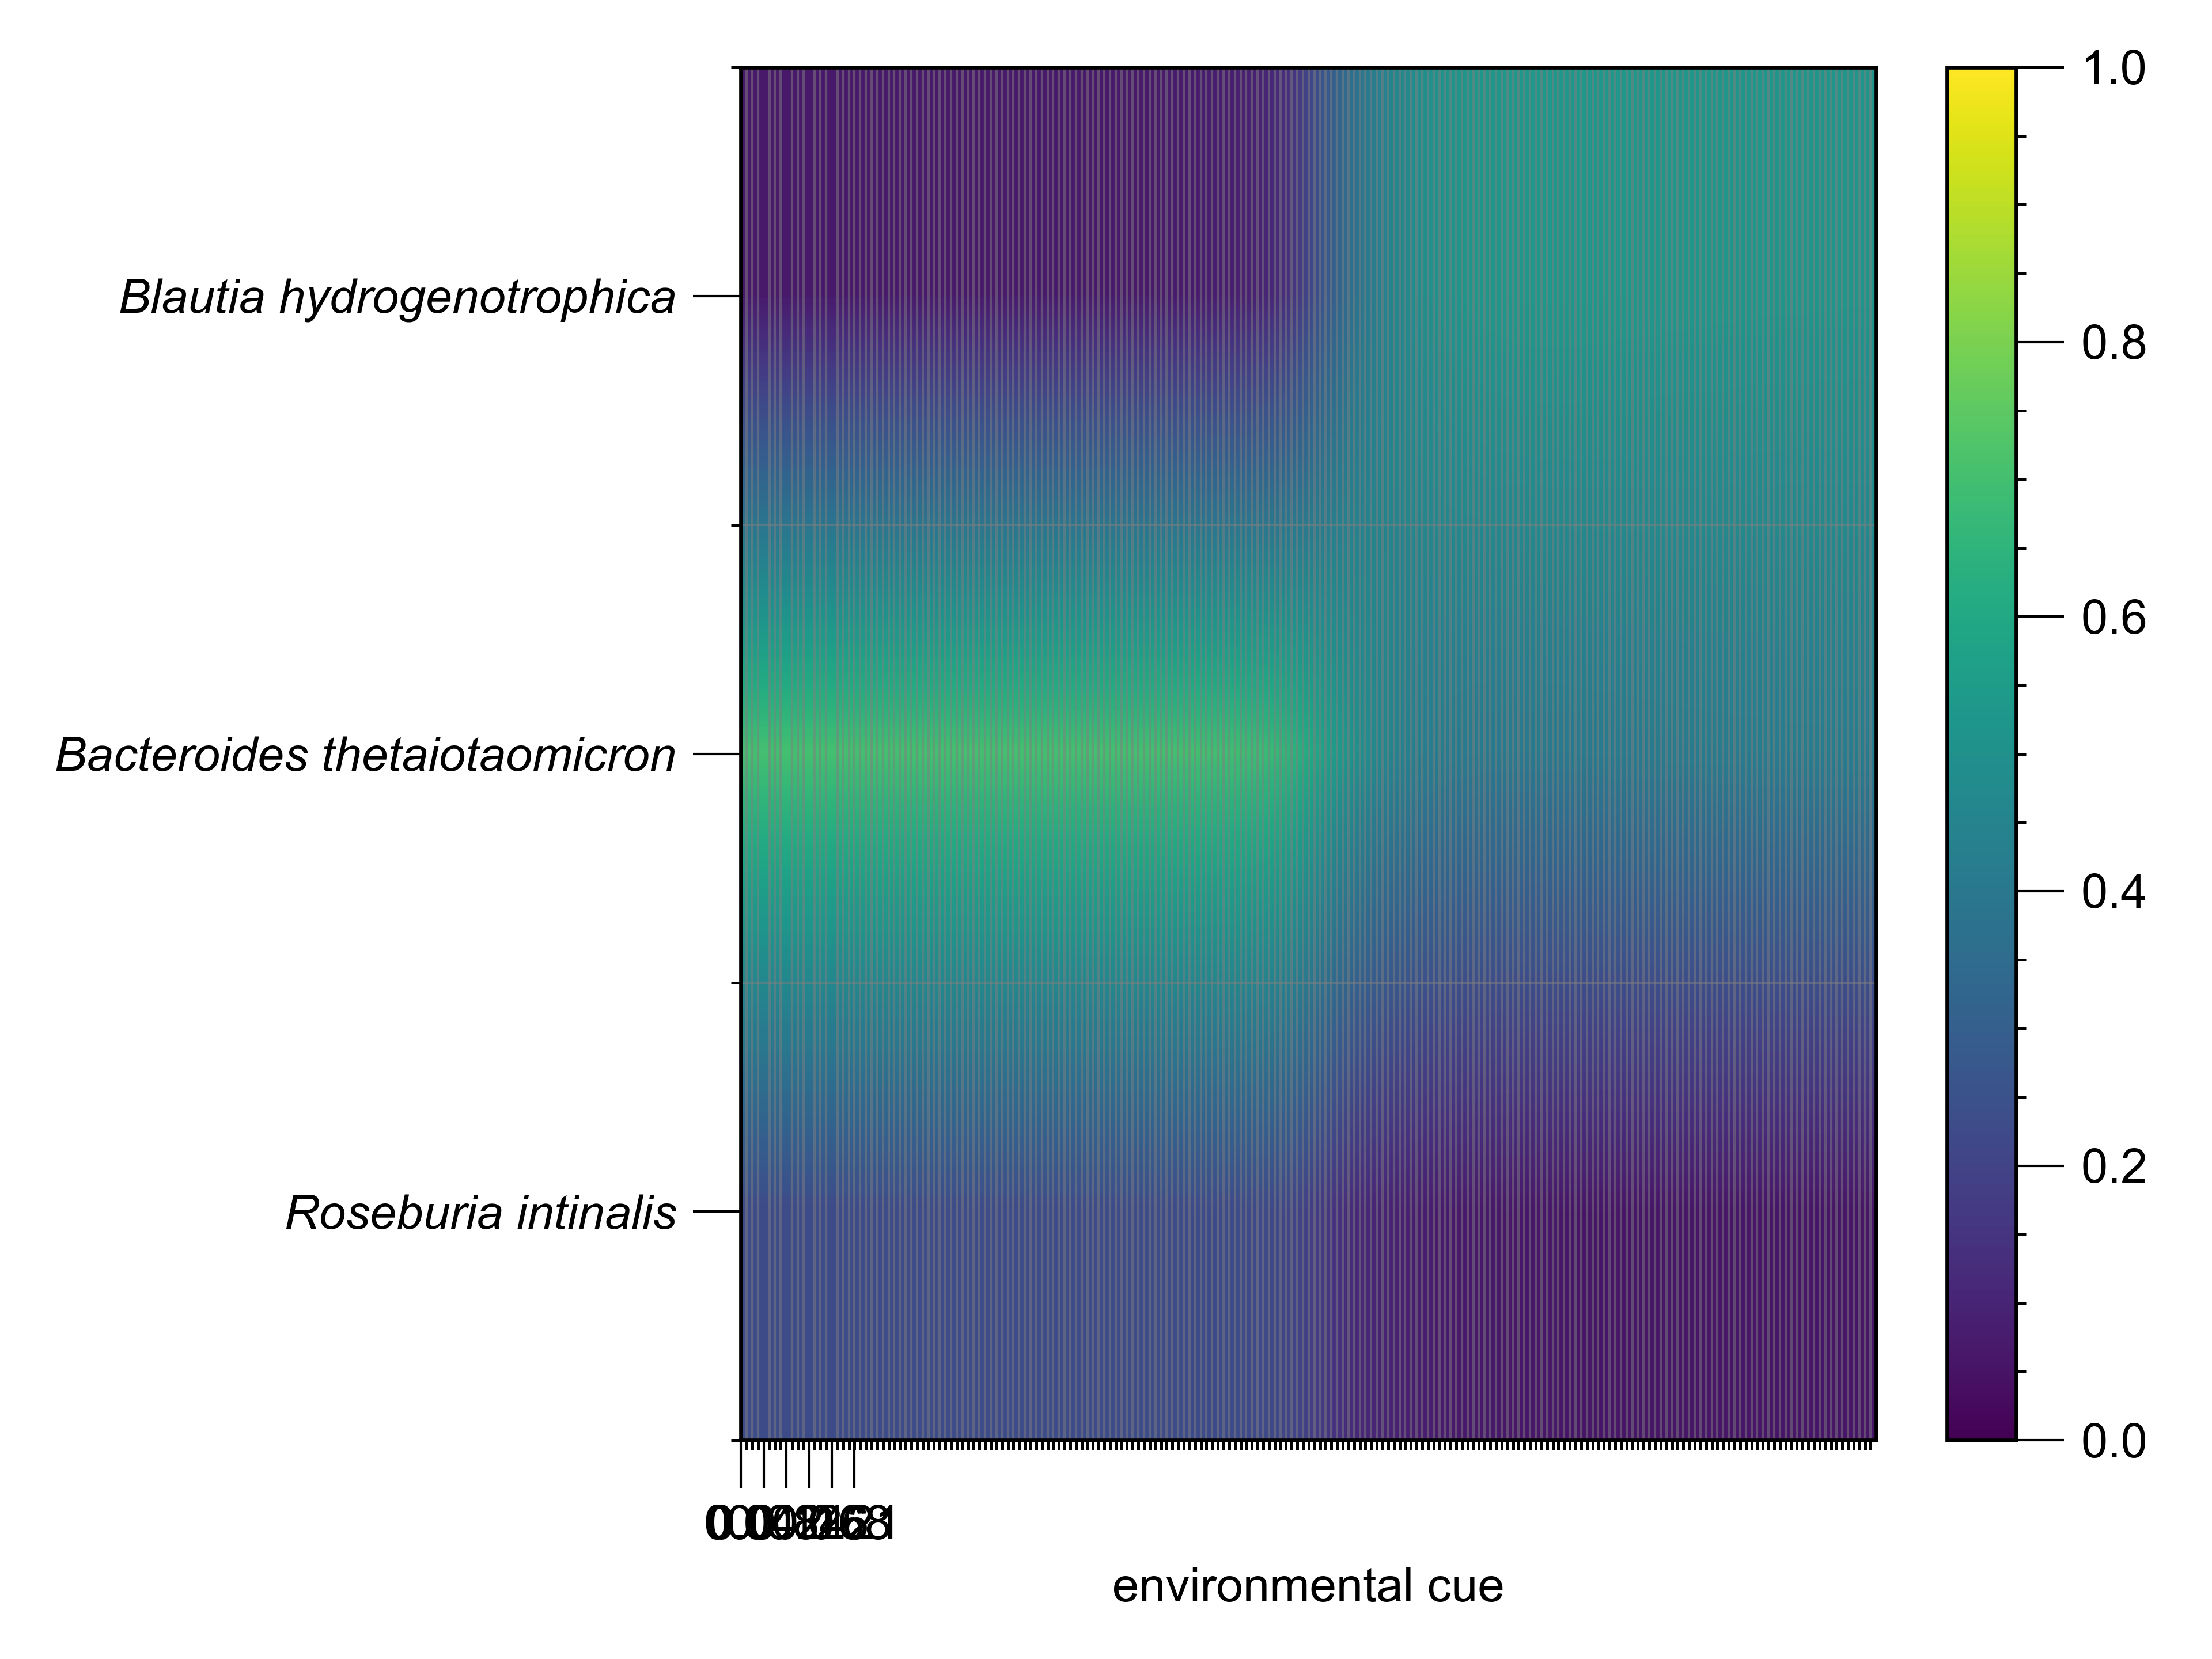 1.0
Blautia hydrogenotrophica
0.8
0.6
Bacteroides thetaiotaomicron
0.4
Roseburia intinalis
0.2
0.0
environmental cue